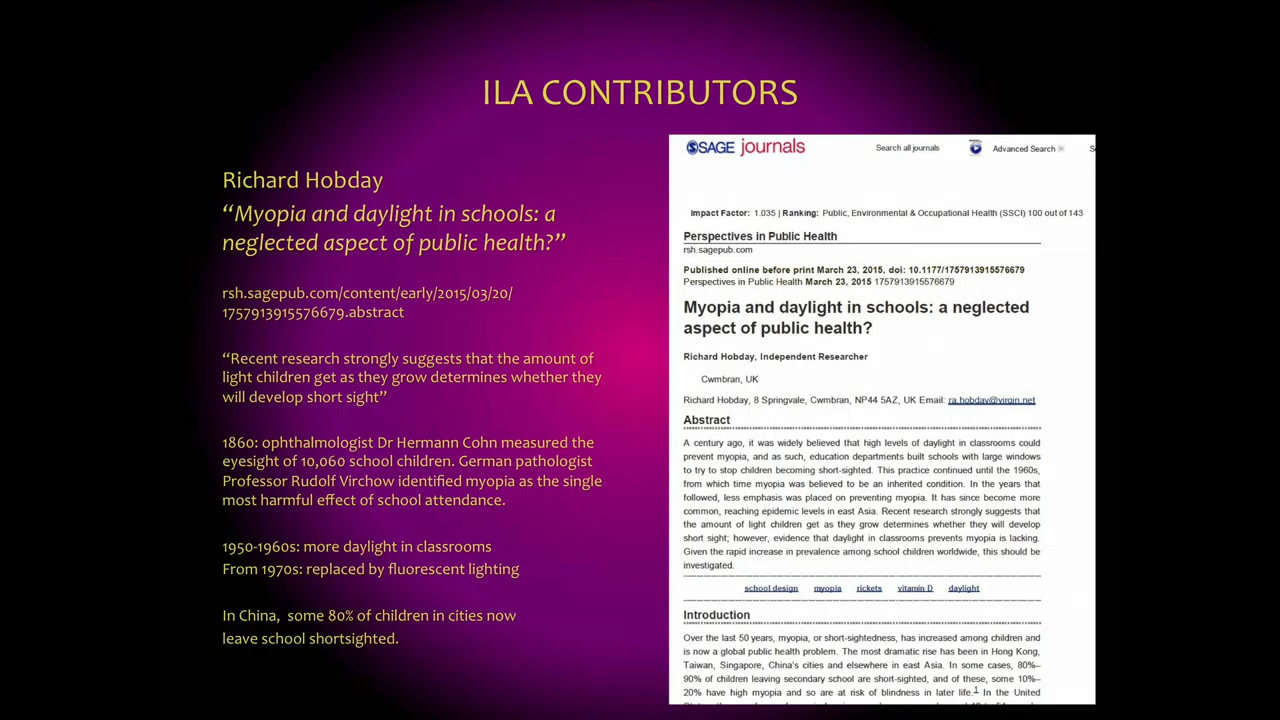 ILA CONTRIBUTORS
Richard Hobday
“Myopia and daylight in schools: a
neglected aspect of public health?”
rsh.sagepub.com/content/early/2015/03/20/
1757913915576679.abstract
“Recent research strongly suggests that the amount of
light children get as they grow determines whether they
will develop short sight”
1860: ophthalmologist Dr Hermann Cohn measured the
eyesight of 10,060 school children. German pathologist
Professor Rudolf Virchow identified myopia as the single
most harmful effect of school attendance.
1950-1960s: more daylight in classrooms
From 1970s: replaced by fluorescent lighting
In China, some 80% of children in cities now
leave school shortsighted.
SAGE journals
Search all journals
Advanced Search
Impact Factor: 1.035 | Ranking: Public, Environmental & Occupational Health (SSCI) 100 out of 143
Perspectives in Public Health
rsh.sagepub.com
Published online before print March 23, 2015, doi: 10.1177/1757913915576679
Perspectives in Public Health March 23, 2015 1757913915576679
Myopia and daylight in schools: a neglected
aspect of public health?
Richard Hobday, Independent Researcher
Cwmbran, UK
Richard Hobday, 8 Springvale, Cwmbran, NP44 5AZ, UK Email: ra.hobday@virgin.net
Abstract
A century ago, it was widely believed that high levels of daylight in classrooms could
prevent myopia, and as such, education departments built schools with large windows
to try to stop children becoming short-sighted. This practice continued until the 1960s,
from which time myopia was believed to be an inherited condition. In the years that
followed, less emphasis was placed on preventing myopia. It has since become more
common, reaching epidemic levels in east Asia. Recent research strongly suggests that
the amount of light children get as they grow determines whether they will develop
short sight; however, evidence that daylight in classrooms prevents myopia is lacking.
Given the rapid increase in prevalence among school children worldwide, this should be
investigated.
school design myopia rickets vitamin D daylight
Introduction
Over the last 50 years, myopia, or short-sightedness, has increased among children and
is now a global public health problem. The most dramatic rise has been in Hong Kong,
Taiwan, Singapore, China's cities and elsewhere in east Asia. In some cases, 80%–
90% of children leaving secondary school are short-sighted, and of these, some 10%–
20% have high myopia and so are at risk of blindness in later life.1 In the United